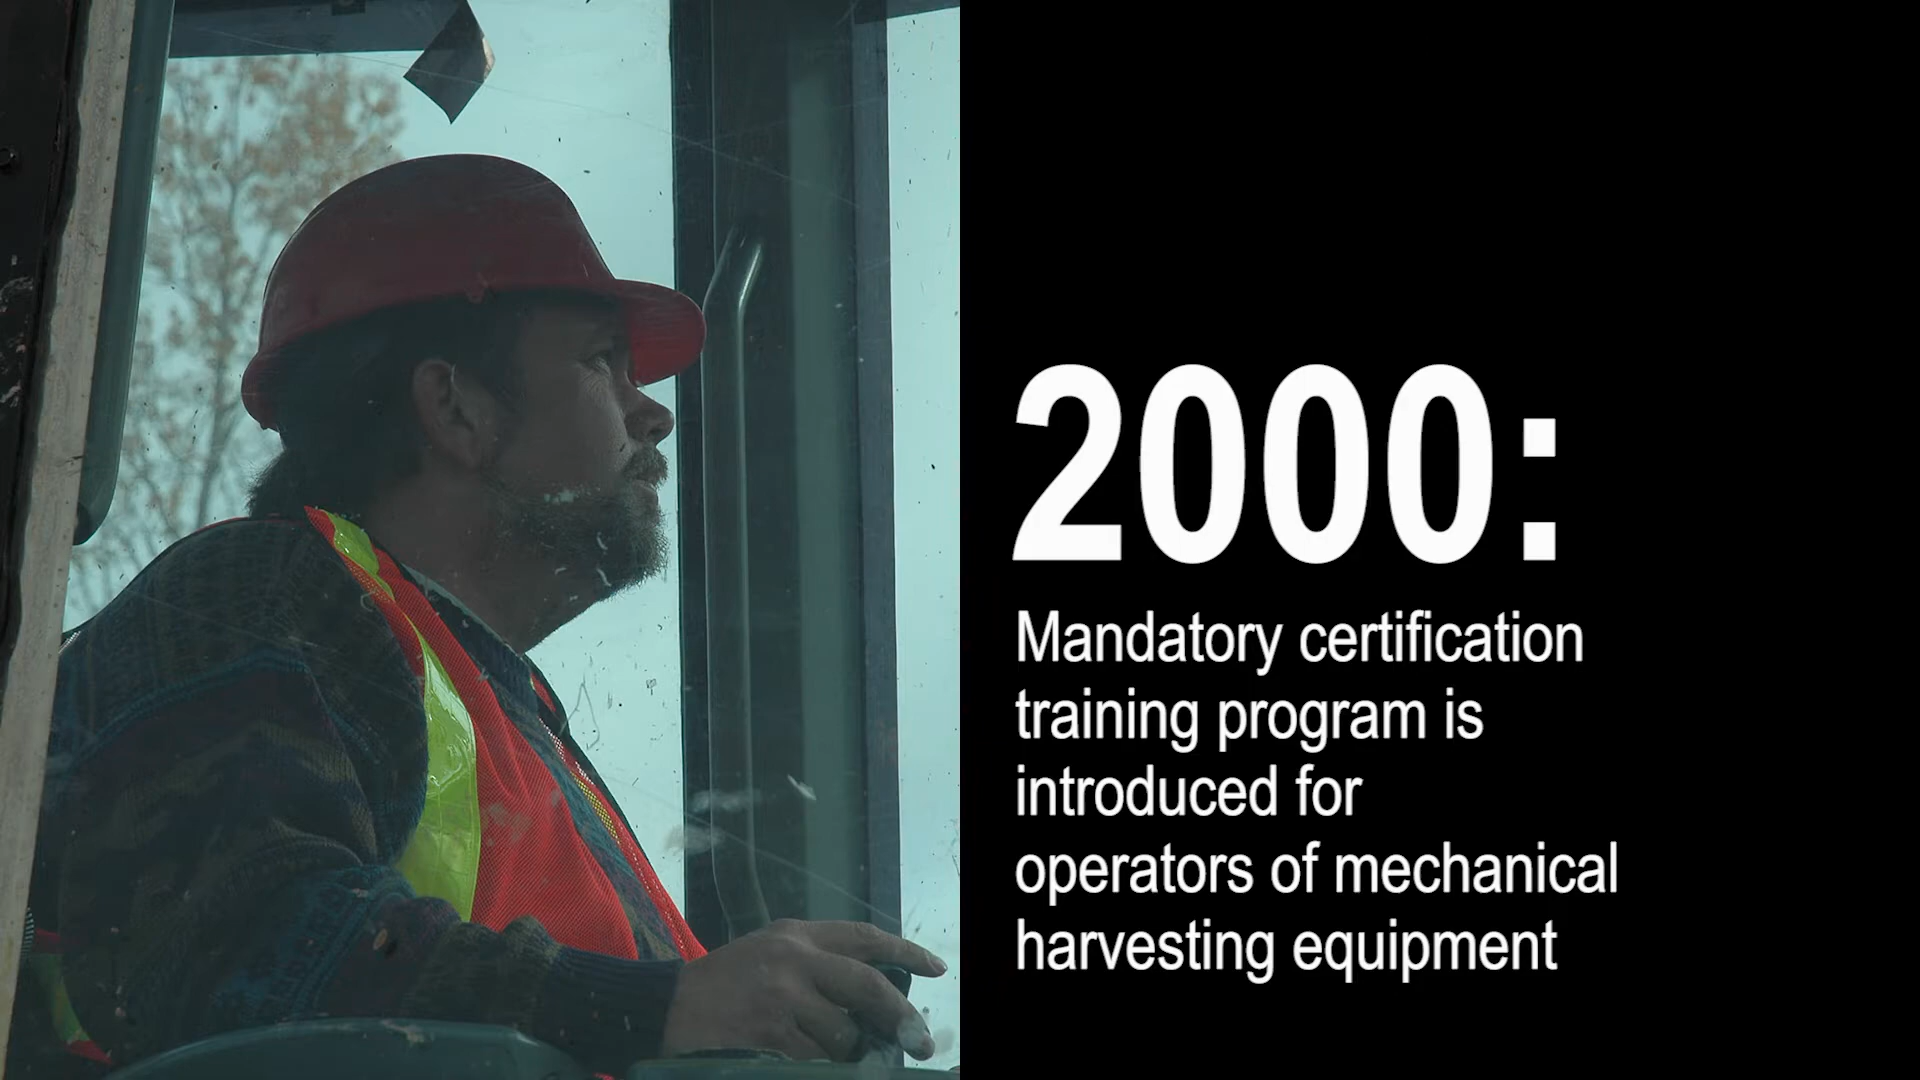 2000:
Mandatory certification
training program is
introduced for
operators of mechanical
harvesting equipment